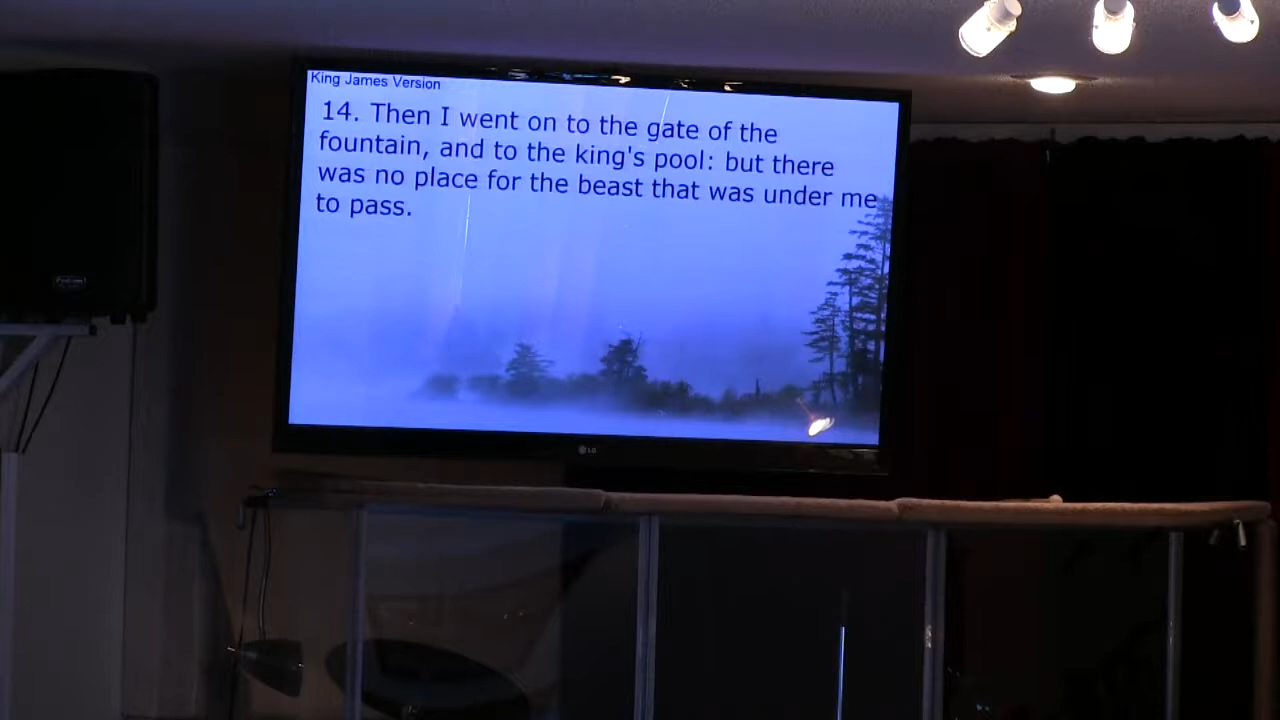 King James Version
14. Then I went on to the gate of the
fountain, and to the king's pool: but there
was no place for the beast that was under me
to pass.
LG